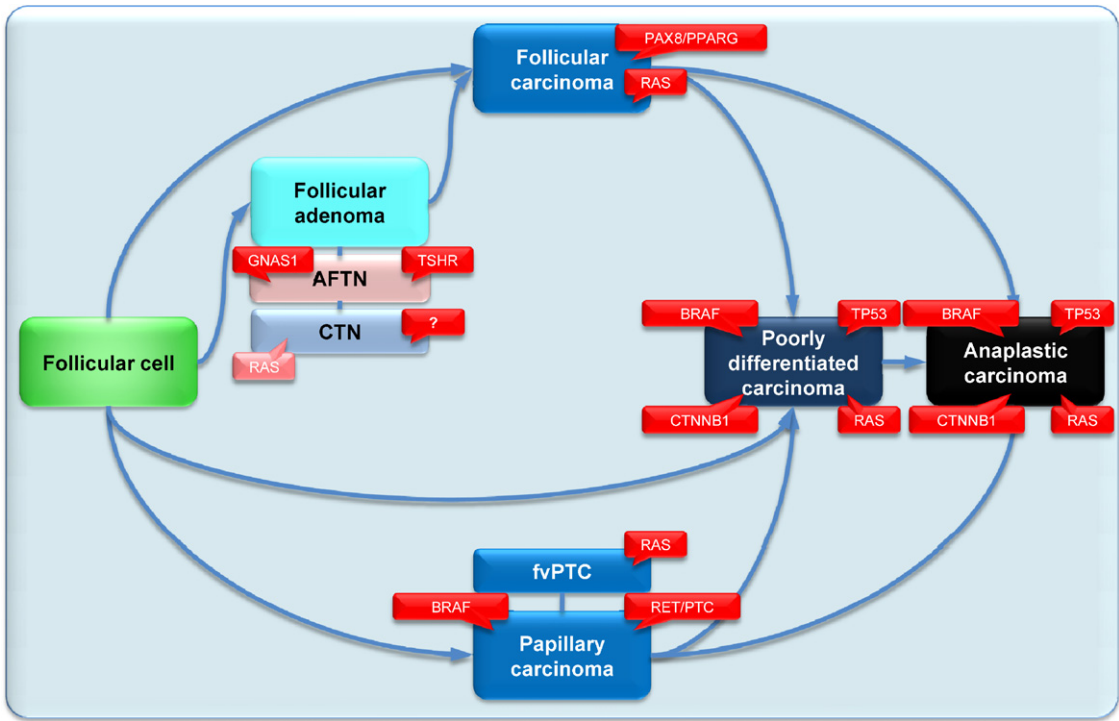 PAX8/PPARG
Follicular
carcinoma
RAS
Follicular
adenoma
GNAS1
TSHR
AFTN
CTN
?
RAS
Follicular cell
BRAF
TP53
Poorly
differentiated
carcinoma
CTNNB1
RAS
BRAF
TP53
Anaplastic
carcinoma
CTNNB1
RAS
RAS
fvPTC
BRAF
RET/PTC
Papillary
carcinoma